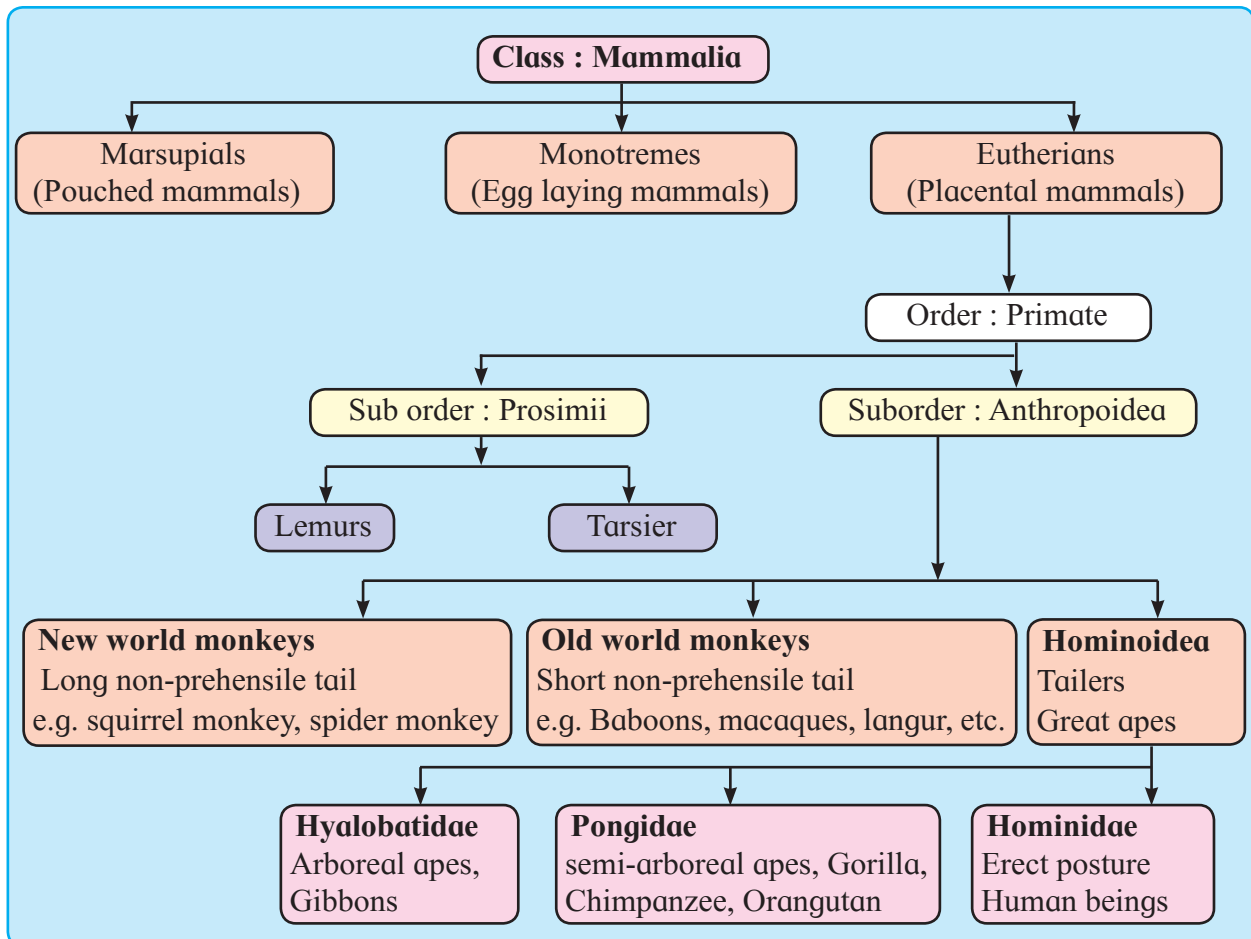 Class : Mammalia
Marsupials
(Pouched mammals)
Monotremes
(Egg laying mammals)
Eutherians
(Placental mammals)
Order : Primate
Sub order : Prosimii
Suborder : Anthropoidea
Lemurs
Tarsier
New world monkeys
Long non-prehensile tail
e.g. squirrel monkey, spider monkey
Old world monkeys
Short non-prehensile tail
e.g. Baboons, macaques, langur, etc.
Hominoidea
Tailers
Great apes
Hyalobatidae
Arboreal apes,
Gibbons
Pongidae
semi-arboreal apes, Gorilla,
Chimpanzee, Orangutan
Hominidae
Erect posture
Human beings